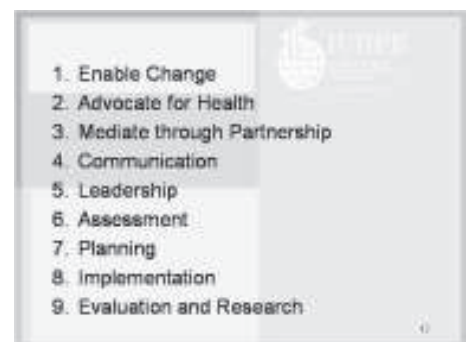 1. Enable Change
2. Advocate for Health
3. Mediate through Partnership
4. Communication
5. Leadership
6. Assessment
7. Planning
8. Implementation
9. Evaluation and Research